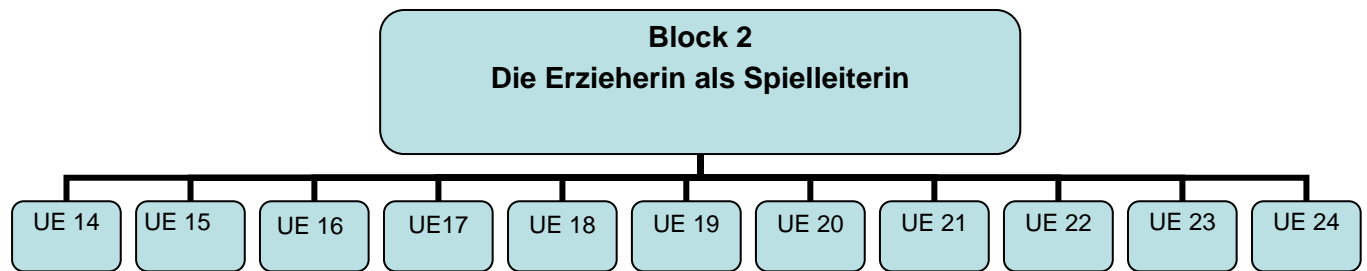 Block 2
Die Erzieherin als Spielleiterin
UE 14
UE 15
UE 16
UE17
UE 18
UE 19
UE 20
UE 21
UE 22
UE 23
UE 24